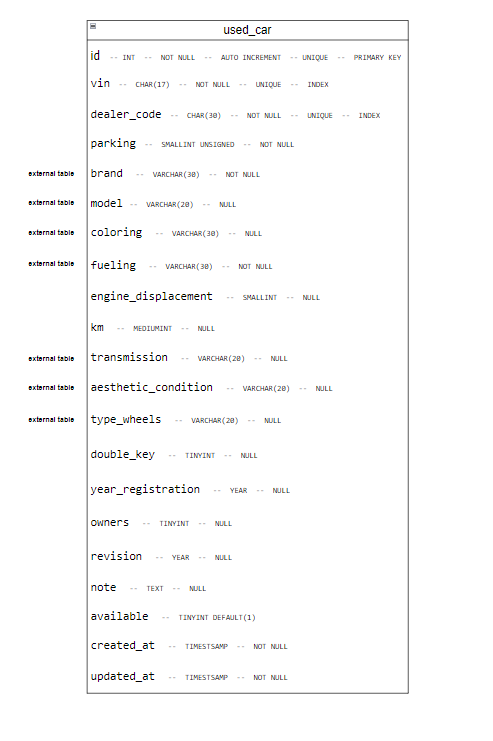 used_car
id -- INT -- NOT NULL -- AUTO INCREMENT -- UNIQUE -- PRIMARY KEY
vin -- CHAR(17) -- NOT NULL -- UNIQUE -- INDEX
dealer_code -- CHAR(30) -- NOT NULL -- UNIQUE -- INDEX
parking -- SMALLINT UNSIGNED -- NOT NULL
external table brand -- VARCHAR(30) -- NOT NULL
external table model -- VARCHAR(20) -- NULL
external table coloring -- VARCHAR(30) -- NULL
external table fueling -- VARCHAR(30) -- NOT NULL
engine_displacement -- SMALLINT -- NULL
km -- MEDIUMINT -- NULL
external table transmission -- VARCHAR(20) -- NULL
external table aesthetic_condition -- VARCHAR(20) -- NULL
external table type_wheels -- VARCHAR(20) -- NULL
double_key -- TINYINT -- NULL
year_registration -- YEAR -- NULL
owners -- TINYINT -- NULL
revision -- YEAR -- NULL
note -- TEXT -- NULL
available -- TINYINT DEFAULT(1)
created_at -- TIMESTSAMP -- NOT NULL
updated_at -- TIMESTSAMP -- NOT NULL